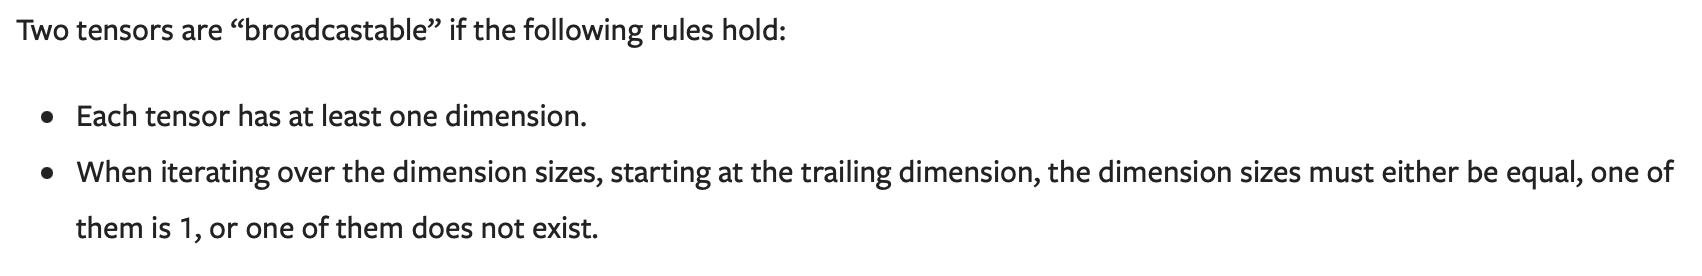 Two tensors are “broadcastable” if the following rules hold:
• Each tensor has at least one dimension.
• When iterating over the dimension sizes, starting at the trailing dimension, the dimension sizes must either be equal, one of
them is 1, or one of them does not exist.